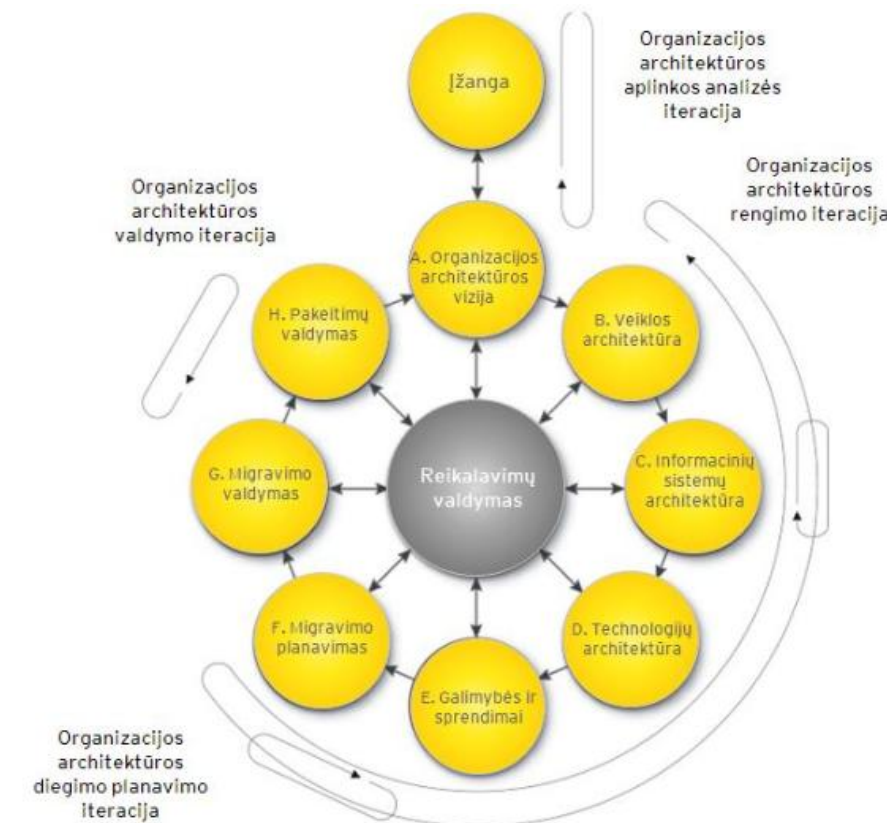 Įžanga
Organizacijos
architektūros
aplinkos analizės
iteracija
Organizacijos
architektūros
rengimo iteracija
Organizacijos
architektūros
valdymo iteracija
A. Organizacijos
architektūros
vizija
B. Veiklos
architektūra
C. Informacinių
sistemų
architektūra
D. Technologijų
architektūra
E. Galimybės ir
sprendimai
F. Migravimo
planavimas
G. Migravimo
valdymas
H. Pakeitimų
valdymas
Reikalavimų
valdymas
Organizacijos
architektūros
diegimo planavimo
iteracija